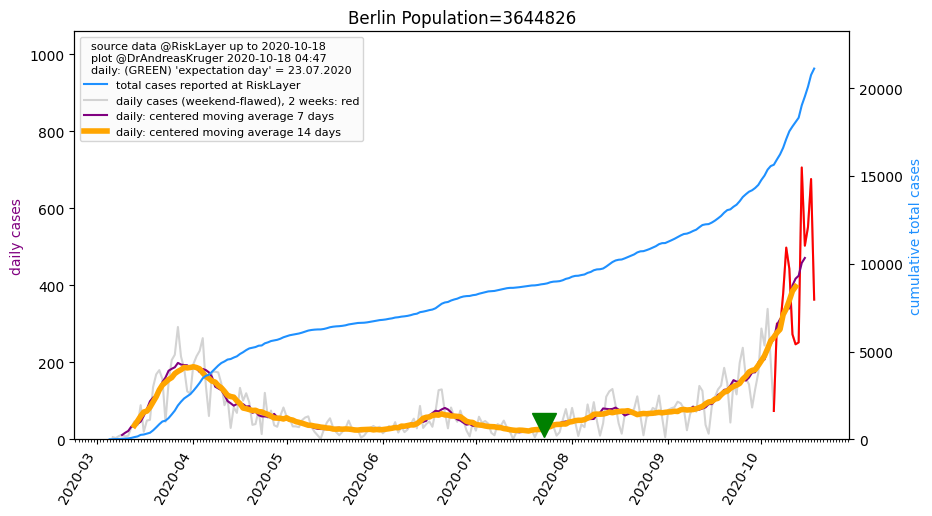 Berlin Population=3644826
source data @RiskLayer up to 2020-10-18
plot @DrAndreasKruger 2020-10-18 04:47
daily: (GREEN) 'expectation day' = 23.07.2020
total cases reported at RiskLayer
daily cases (weekend-flawed), 2 weeks: red
daily: centered moving average 7 days
daily: centered moving average 14 days
daily cases
1000
800
600
400
200
0
cumulative total cases
20000
15000
10000
5000
0
2020-03
2020-04
2020-05
2020-06
2020-07
2020-08
2020-09
2020-10